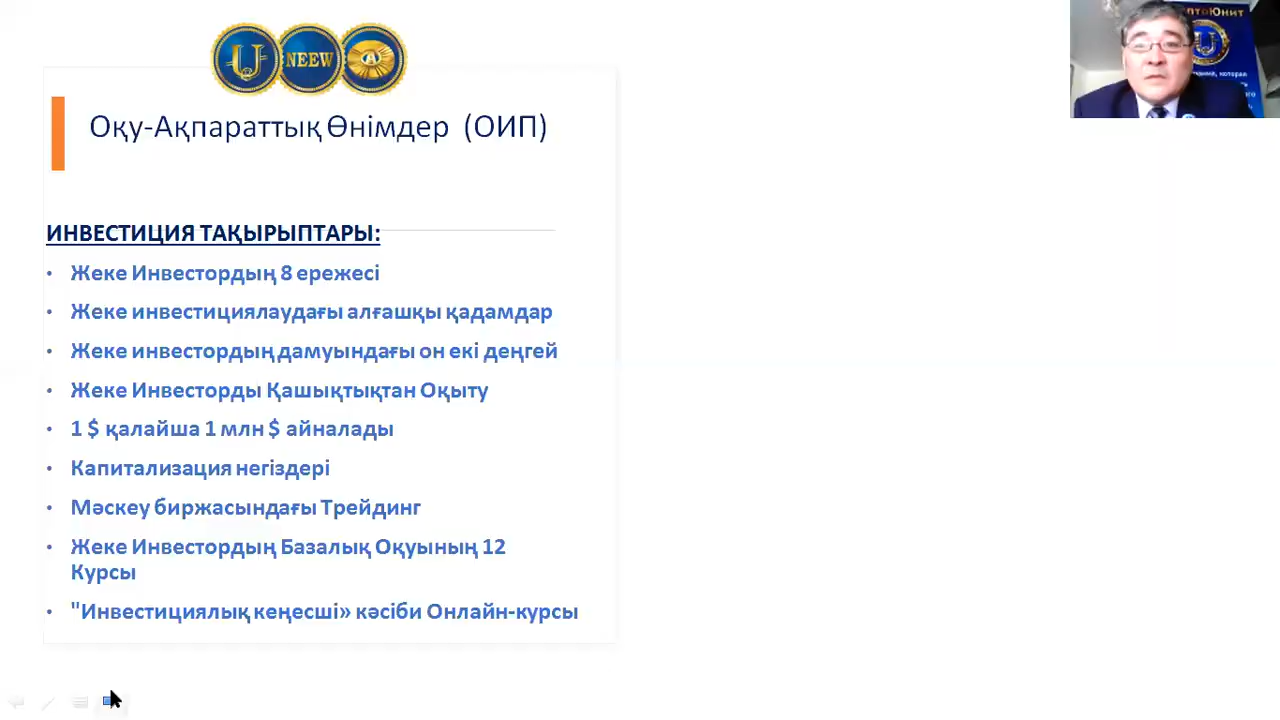 NEEW
Оқу-Ақпараттық Өнімдер (ОИП)
ИНВЕСТИЦИЯ ТАҚЫРЫПТАРЫ:
• Жеке Инвестордың 8 ережесі
• Жеке инвестициялаудағы алғашқы қадамдар
• Жеке инвестордың дамуындағы он екі деңгей
• Жеке Инвесторды Қашықтықтан Оқыту
• 1 $ қалайша 1 млн $ айналады
• Капитализация негіздері
• Мәскеу биржасындағы Трейдинг
• Жеке Инвестордың Базалық Оқуының 12
Курсы
• "Инвестициялық кеңесші» кәсіби Онлайн-курсы